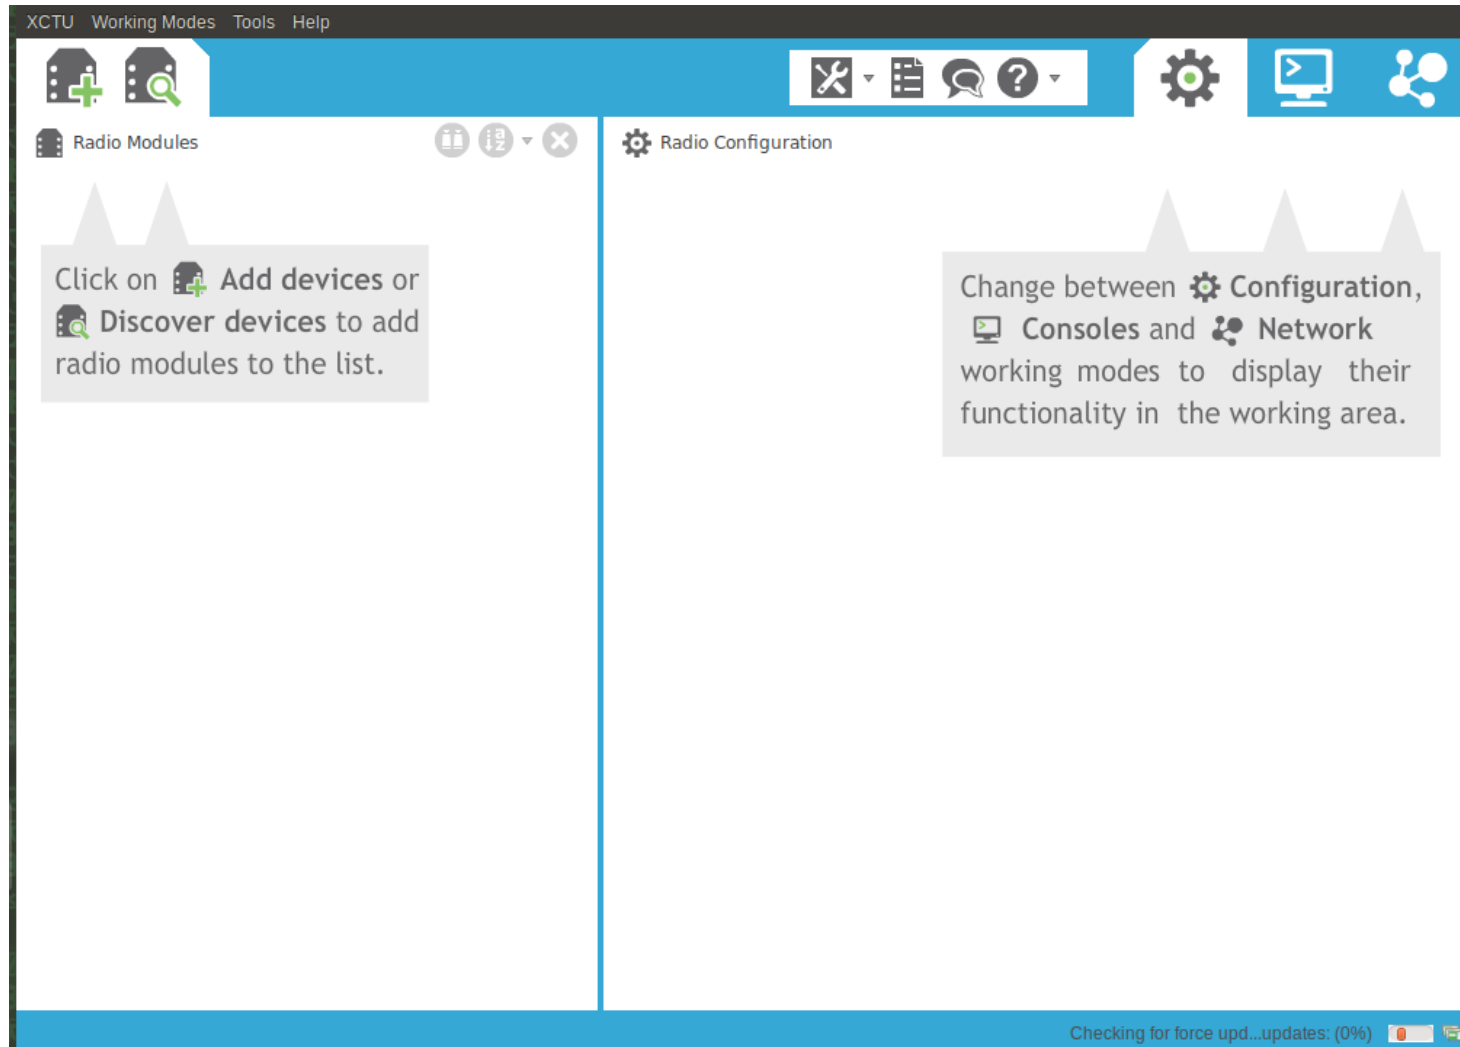 XCTU Working Modes Tools Help
Radio Modules
Radio Configuration
Click on Add devices or
Discover devices to add
radio modules to the list.
Change between Configuration,
Consoles and Network
working modes to display their
functionality in the working area.
Checking for force upd...updates: (0%)